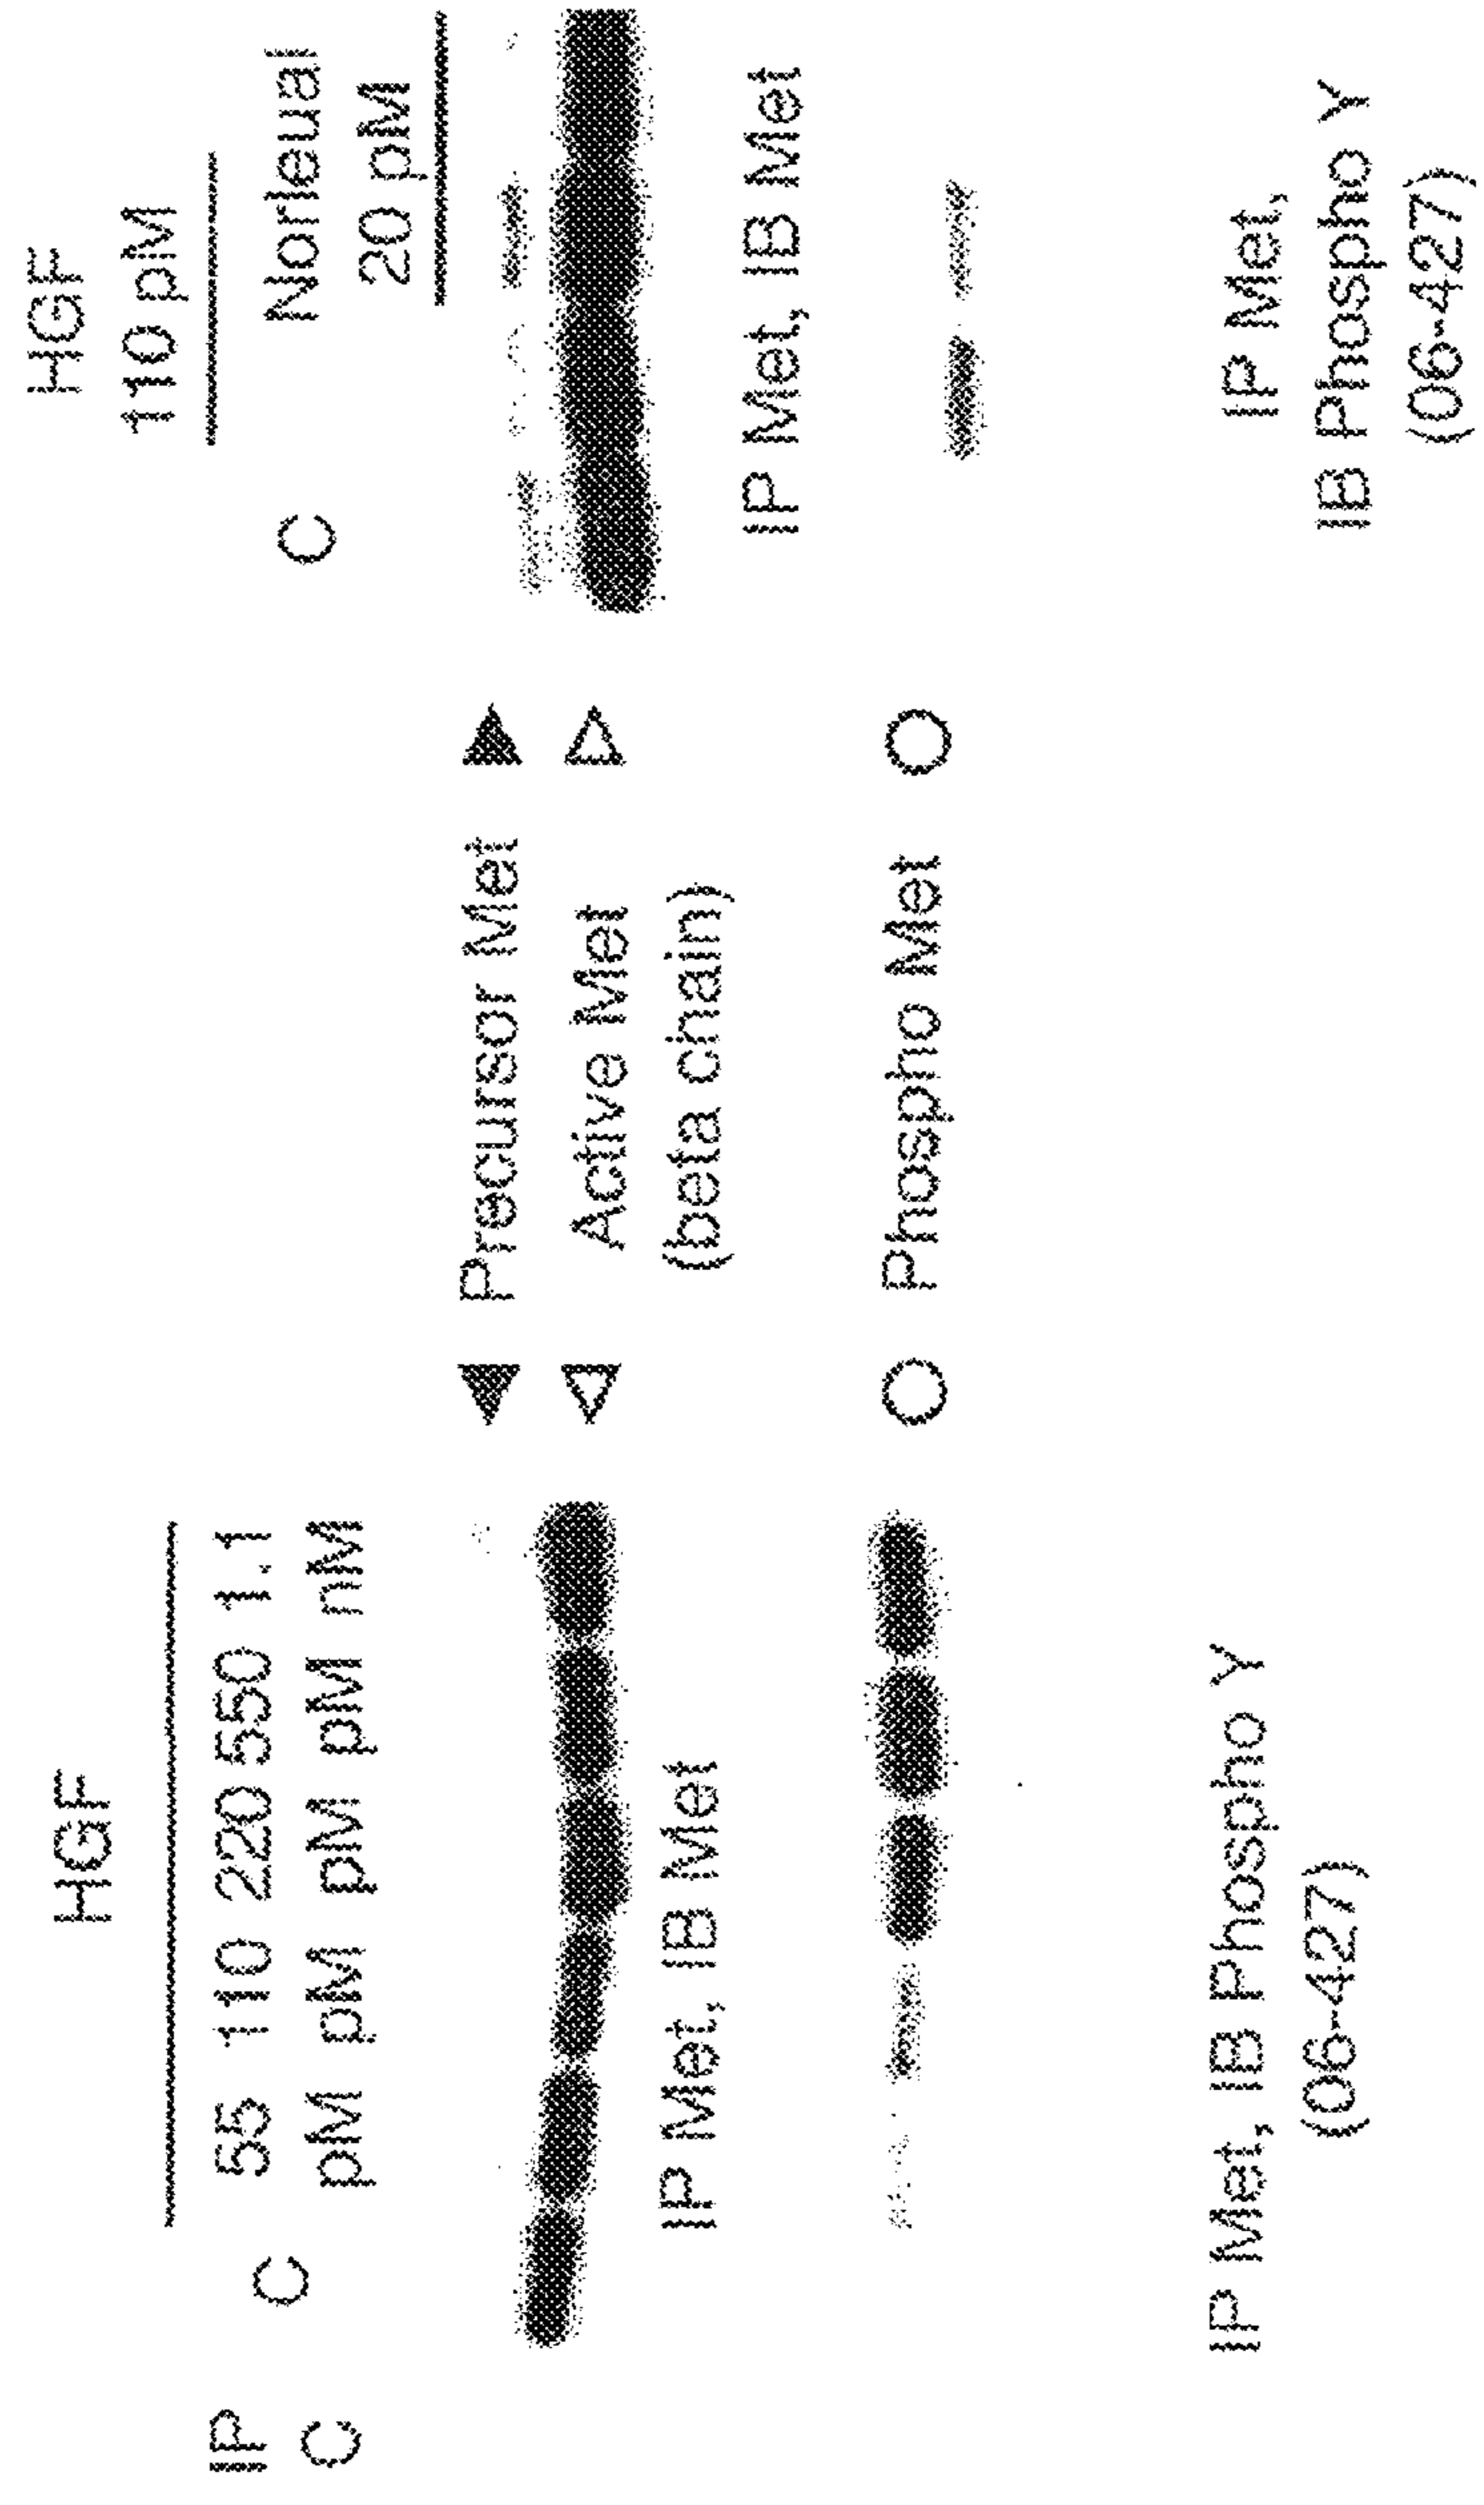 HGF
IP
C
C
55 110 220 550 1.1
pM pM pM pM nM
IP Met, IB Met
IP Met, IB Phospho Y
(06-427)
Precursor Met
Active Met
(beta chain)
Phospho Met
HGF
110 pM
C
Norleual
20 pM
IP Met, IB Met
IP Met,
IB Phospho Y
(06-427)